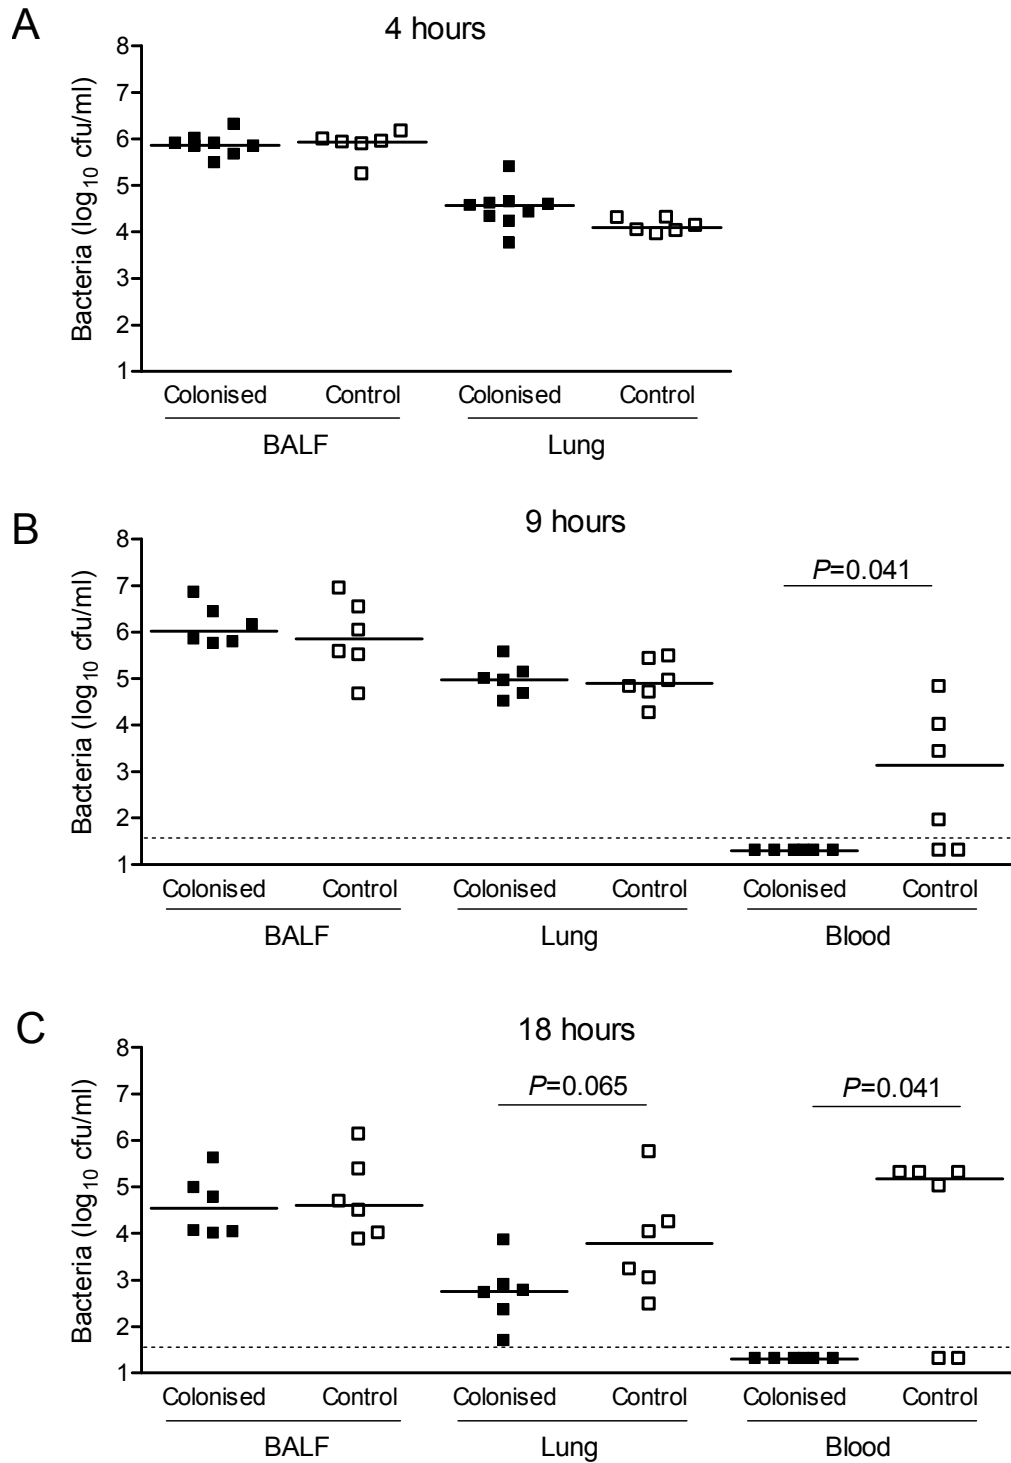 A
4 hours
Bacteria (log10 cfu/ml)
8
7
6
5
4
3
2
1
Colonised Control Colonised Control
BALF Lung
B
9 hours
Bacteria (log10 cfu/ml)
8
7
6
5
4
3
2
1
P=0.041
Colonised Control Colonised Control Colonised Control
BALF Lung Blood
C
18 hours
Bacteria (log10 cfu/ml)
8
7
6
5
4
3
2
1
P=0.065 P=0.041
Colonised Control Colonised Control Colonised Control
BALF Lung Blood